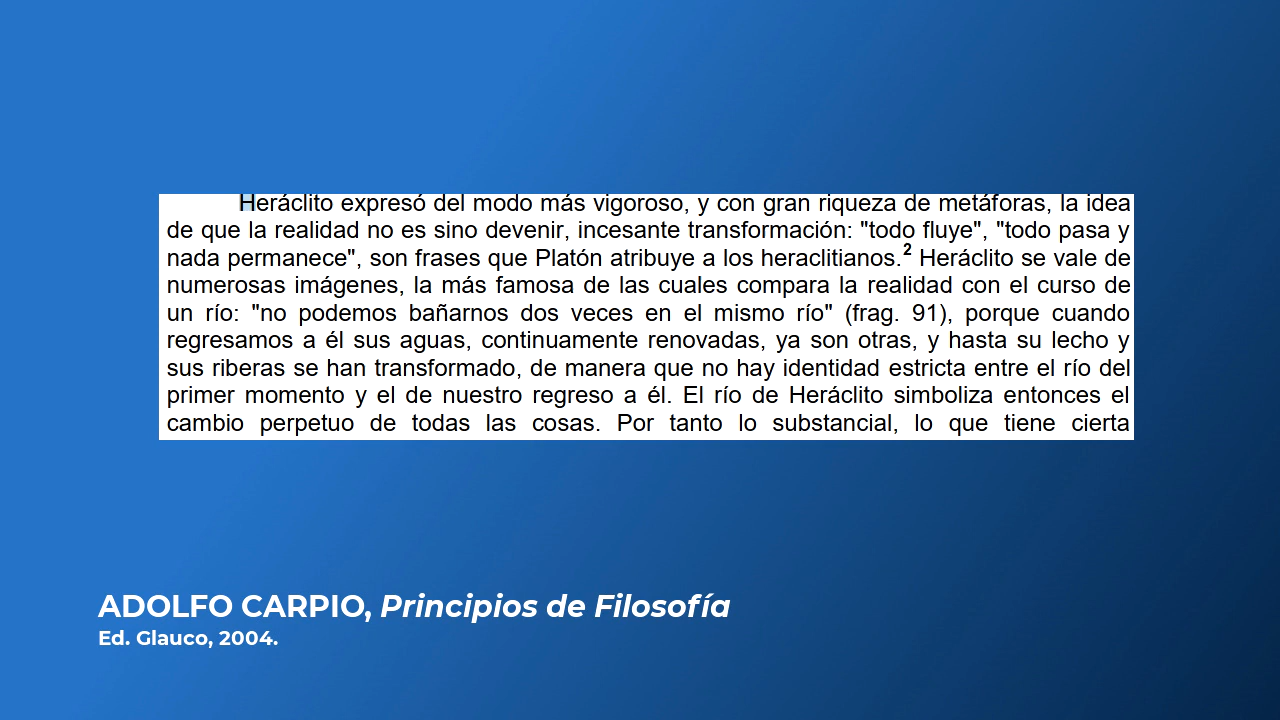 Heráclito expresó del modo más vigoroso, y con gran riqueza de metáforas, la idea
de que la realidad no es sino devenir, incesante transformación: "todo fluye", "todo pasa y
nada permanece", son frases que Platón atribuye a los heraclitianos.² Heráclito se vale de
numerosas imágenes, la más famosa de las cuales compara la realidad con el curso de
un río: "no podemos bañarnos dos veces en el mismo río" (frag. 91), porque cuando
regresamos a él sus aguas, continuamente renovadas, ya son otras, y hasta su lecho y
sus riberas se han transformado, de manera que no hay identidad estricta entre el río del
primer momento y el de nuestro regreso a él. El río de Heráclito simboliza entonces el
cambio perpetuo de todas las cosas. Por tanto lo substancial, lo que tiene cierta
ADOLFO CARPIO, Principios de Filosofía
Ed. Glauco, 2004.